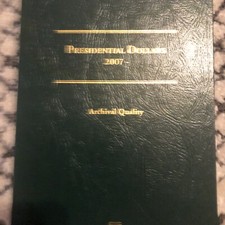 Presidential Dollars
2007-
Archival Quality